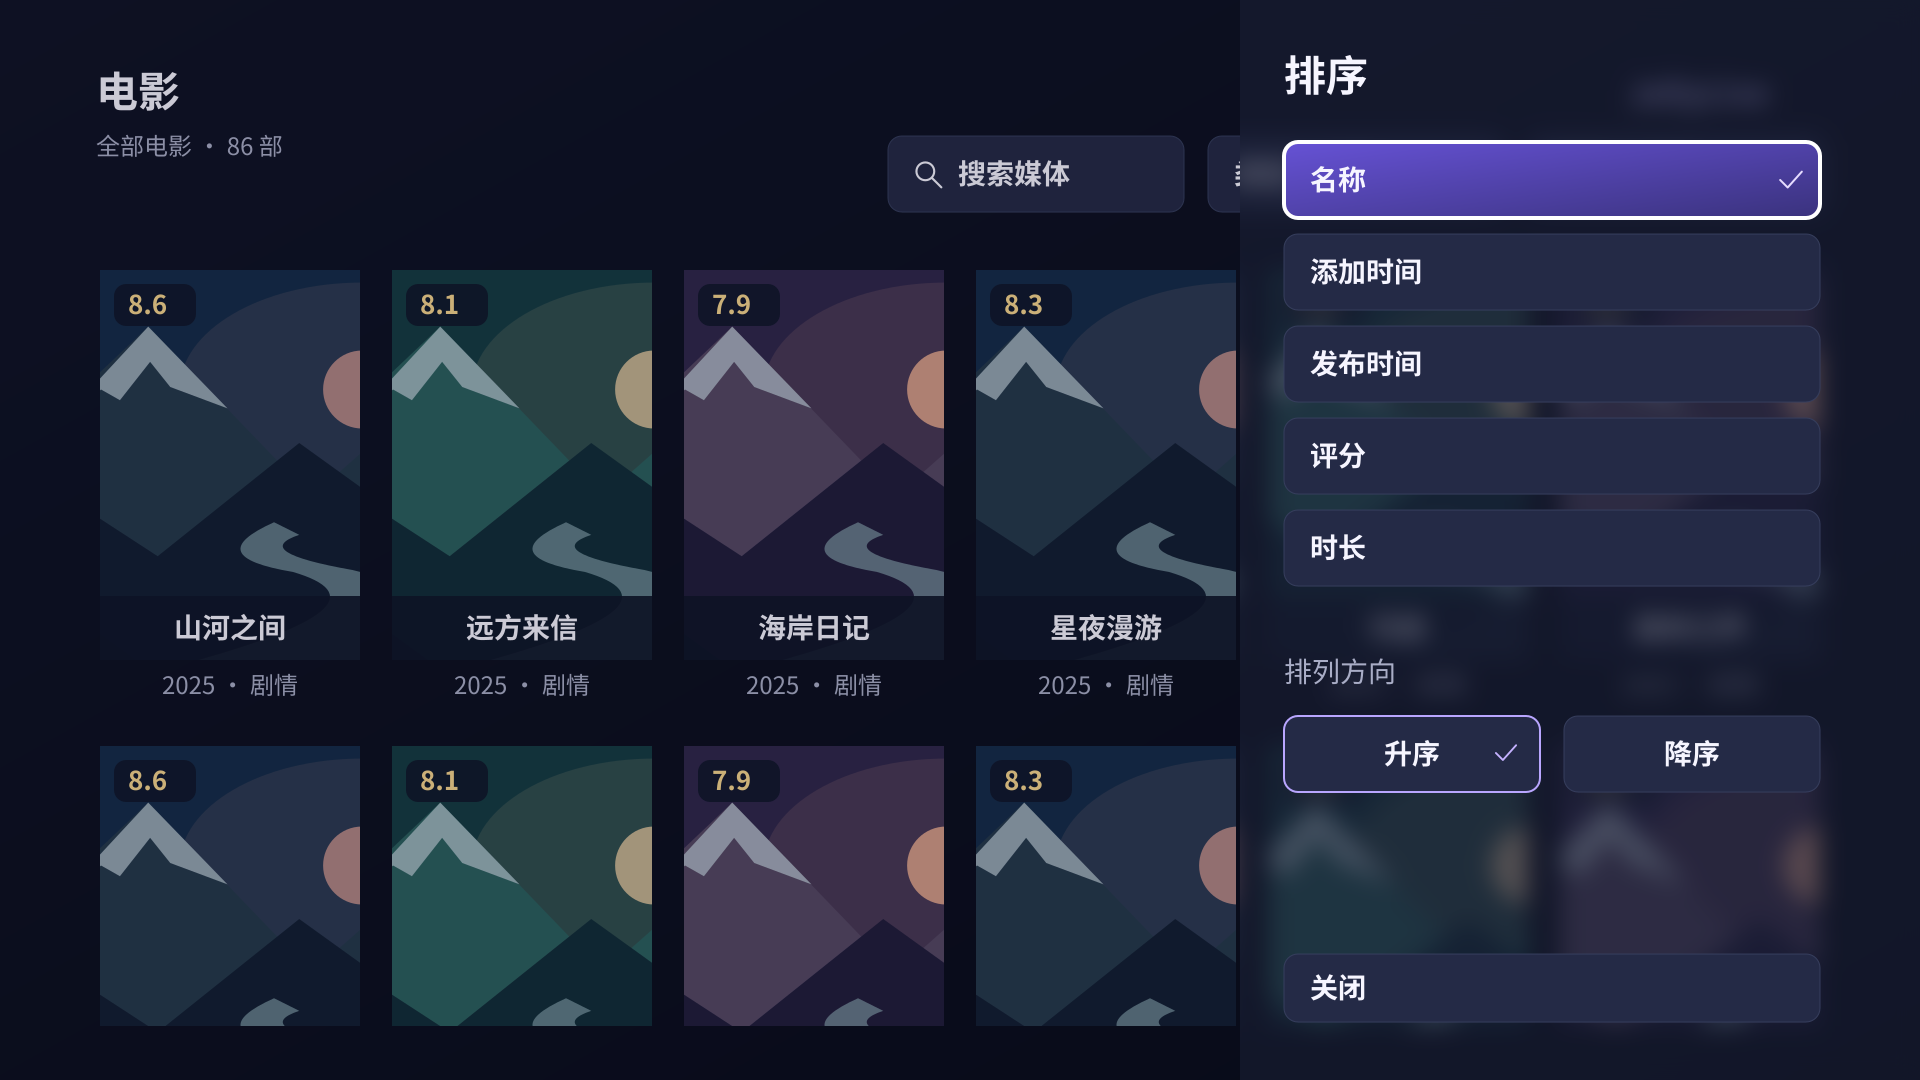 电影
全部电影 • 86 部
搜索媒体
8.6
8.1
7.9
8.3
山河之间
远方来信
海岸日记
星夜漫游
2025 • 剧情
2025 • 剧情
2025 • 剧情
2025 • 剧情
8.6
8.1
7.9
8.3
排序
名称
添加时间
发布时间
评分
时长
排列方向
升序
降序
关闭